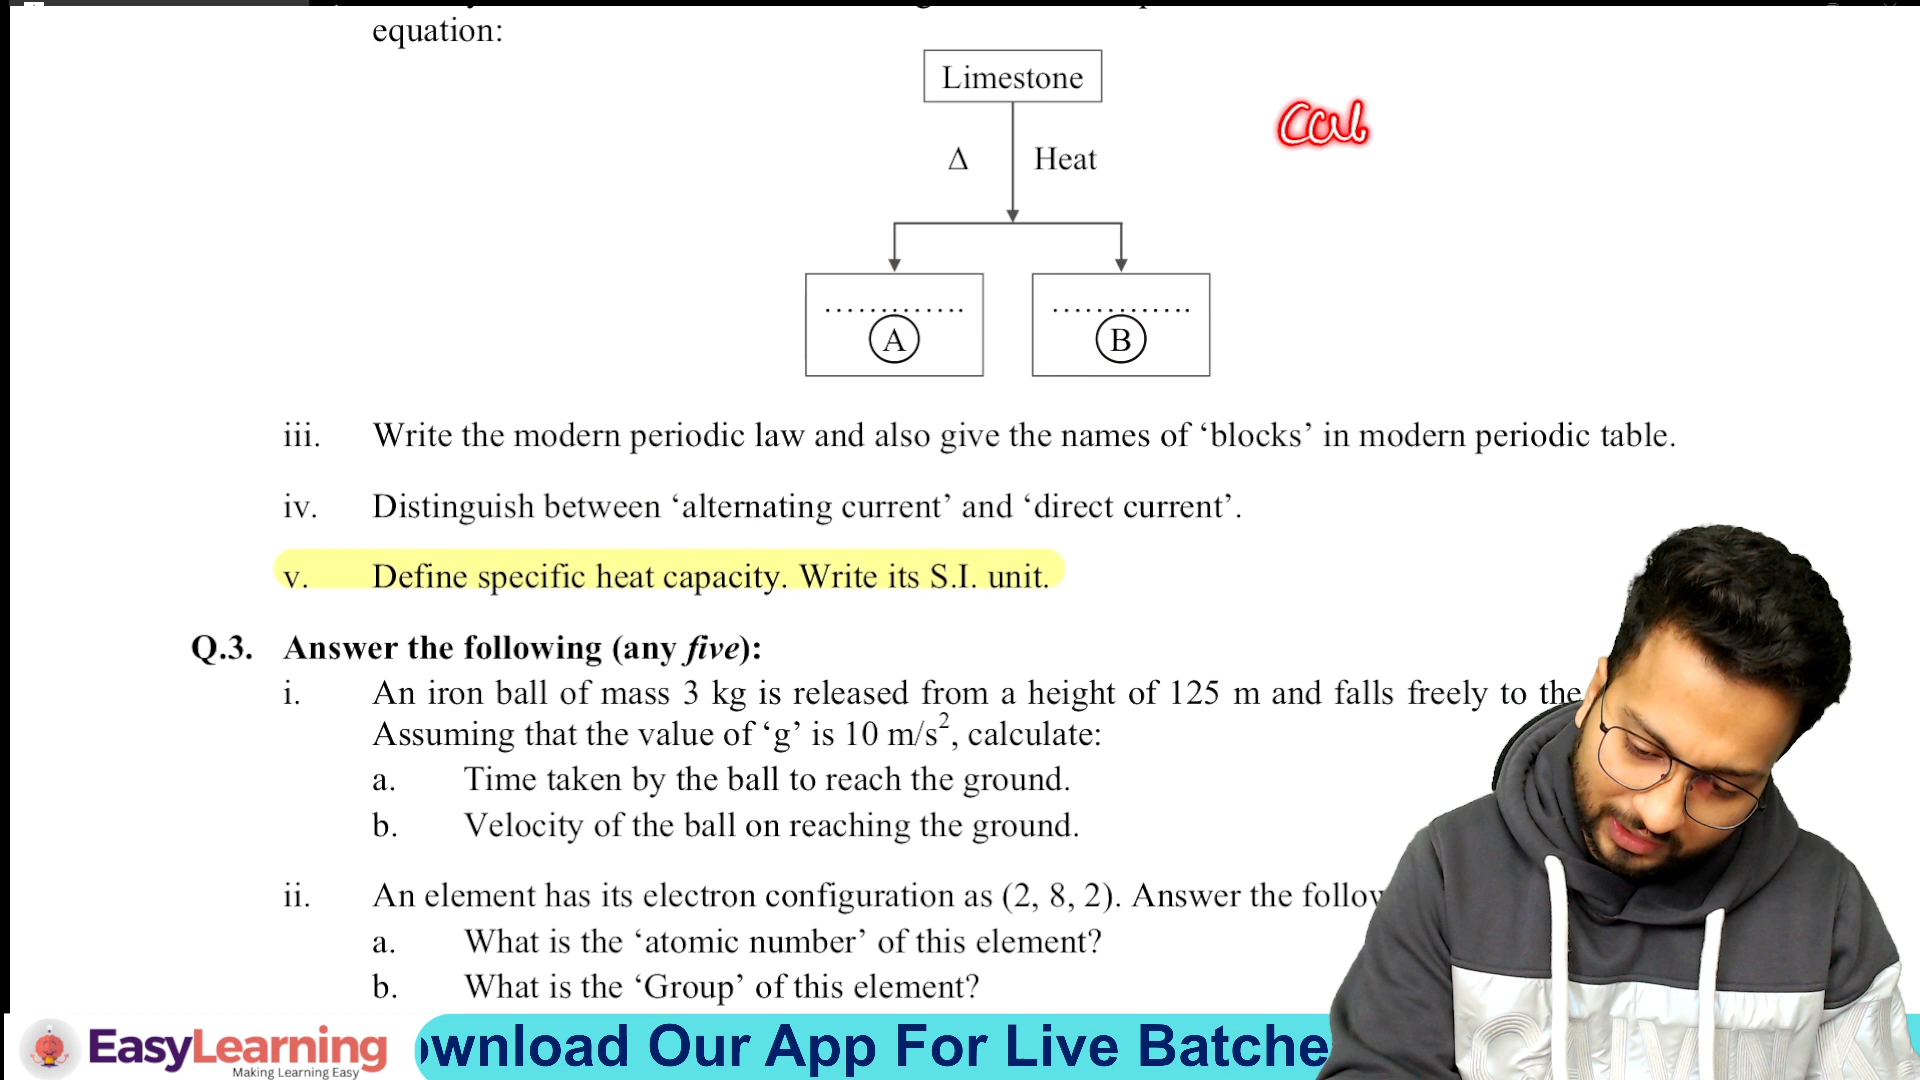 equation:
Limestone
Cal
Δ Heat
.............
A
.............
B
iii. Write the modern periodic law and also give the names of ‘blocks’ in modern periodic table.
iv. Distinguish between ‘alternating current’ and ‘direct current’.
v. Define specific heat capacity. Write its S.I. unit.
Q.3. Answer the following (any five):
i. An iron ball of mass 3 kg is released from a height of 125 m and falls freely to the
Assuming that the value of ‘g’ is 10 m/s², calculate:
a. Time taken by the ball to reach the ground.
b. Velocity of the ball on reaching the ground.
ii. An element has its electron configuration as (2, 8, 2). Answer the follow
a. What is the ‘atomic number’ of this element?
b. What is the ‘Group’ of this element?
EasyLearning
Making Learning Easy
ownload Our App For Live Batche